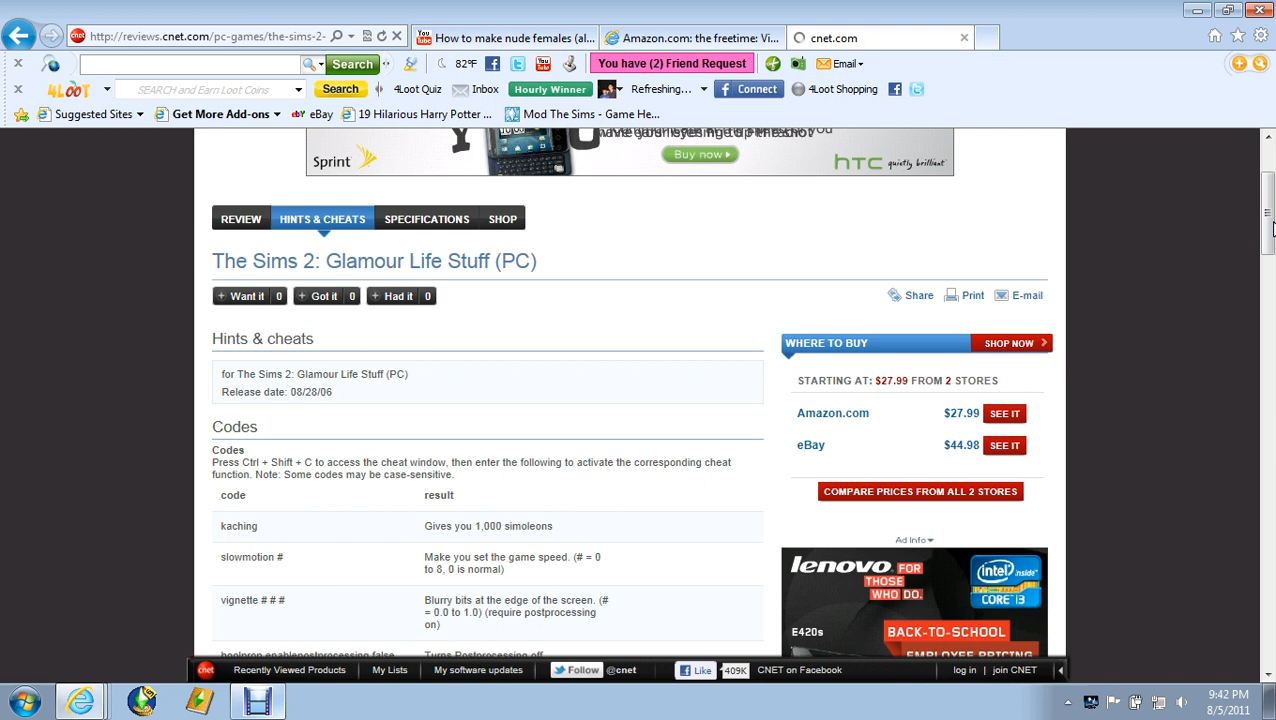 http://reviews.cnet.com/pc-games/the-sims-2-
How to make nude females (al...
Amazon.com: the freetime: Vi...
cnet.com
Search
82°F
You have (2) Friend Request
Email
4LOOT
SEARCH and Earn Loot Coins
Search
4Loot Quiz
Inbox
Hourly Winner
Refreshing...
Connect
4Loot Shopping
Suggested Sites
Get More Add-ons
eBay
19 Hilarious Harry Potter ...
Mod The Sims - Game He...
Sprint
Buy now
hTC quietly brilliant
REVIEW
HINTS & CHEATS
SPECIFICATIONS
SHOP
The Sims 2: Glamour Life Stuff (PC)
+ Want it 0
+ Got it 0
+ Had it 0
Share
Print
E-mail
Hints & cheats
for The Sims 2: Glamour Life Stuff (PC)
Release date: 08/28/06
Codes
Codes
Press Ctrl + Shift + C to access the cheat window, then enter the following to activate the corresponding cheat
function. Note: Some codes may be case-sensitive.
code result
kaching Gives you 1,000 simoleons
slowmotion # Make you set the game speed. (# = 0
to 8, 0 is normal)
vignette # # # Blurry bits at the edge of the screen. (#
= 0.0 to 1.0) (require postprocessing
on)
boolprop enablepostprocessing false Turns Postprocessing off
WHERE TO BUY
SHOP NOW
STARTING AT: $27.99 FROM 2 STORES
Amazon.com $27.99 SEE IT
eBay $44.98 SEE IT
COMPARE PRICES FROM ALL 2 STORES
Ad Info
lenovo FOR
THOSE
WHO DO.
intel inside
CORE i3
E420s
BACK-TO-SCHOOL
EMPLOYEE PRICING
cnet
Recently Viewed Products
My Lists
My software updates
Follow @cnet
Like 409K
CNET on Facebook
log in
join CNET
9:42 PM
8/5/2011